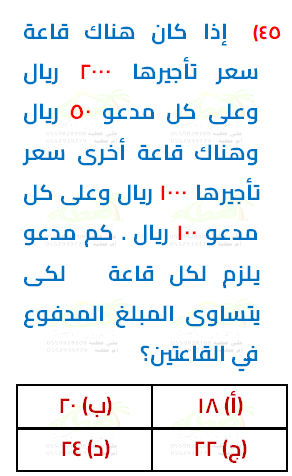 ٤٥) إذا كان هناك قاعة
سعر تأجيرها ٢٠٠٠ ريال
وعلى كل مدعو ٥٠ ريال
وهناك قاعة أخرى سعر
تأجيرها ١٠٠٠ ريال وعلى كل
مدعو ١٠٠ ريال . كم مدعو
يلزم لكل قاعة لكى
يتساوى المبلغ المدفوع
في القاعتين؟
(أ) ١٨ (ب) ٢٠
(ج) ٢٢ (د) ٢٤